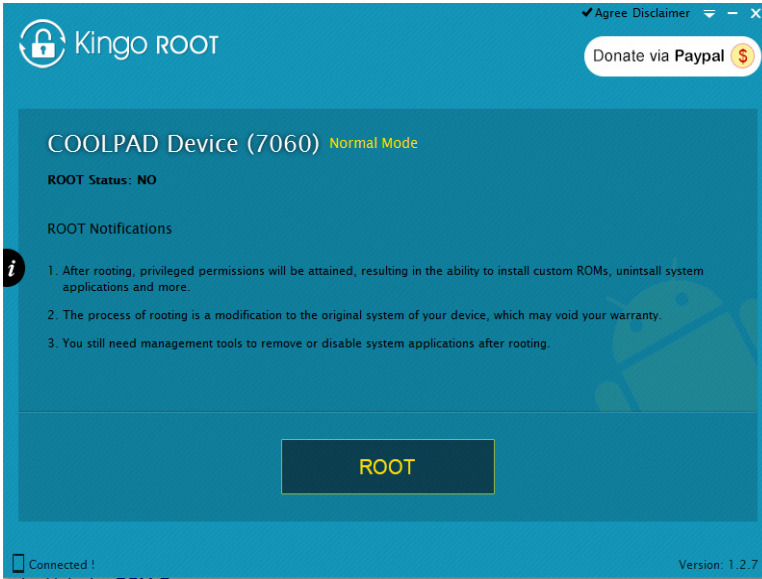 ✔Agree Disclaimer
Kingo ROOT
Donate via Paypal $
COOLPAD Device (7060) Normal Mode
ROOT Status: NO
ROOT Notifications
i
1. After rooting, privileged permissions will be attained, resulting in the ability to install custom ROMs, unintsall system
applications and more.
2. The process of rooting is a modification to the original system of your device, which may void your warranty.
3. You still need management tools to remove or disable system applications after rooting.
ROOT
Connected !
Version: 1.2.7